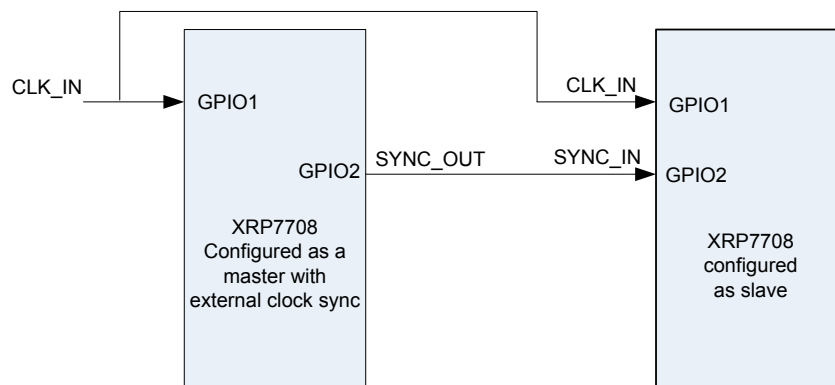 CLK_IN
GPIO1
GPIO2
XRP7708
Configured as a
master with
external clock sync
SYNC_OUT
CLK_IN
SYNC_IN
GPIO1
GPIO2
XRP7708
configured
as slave